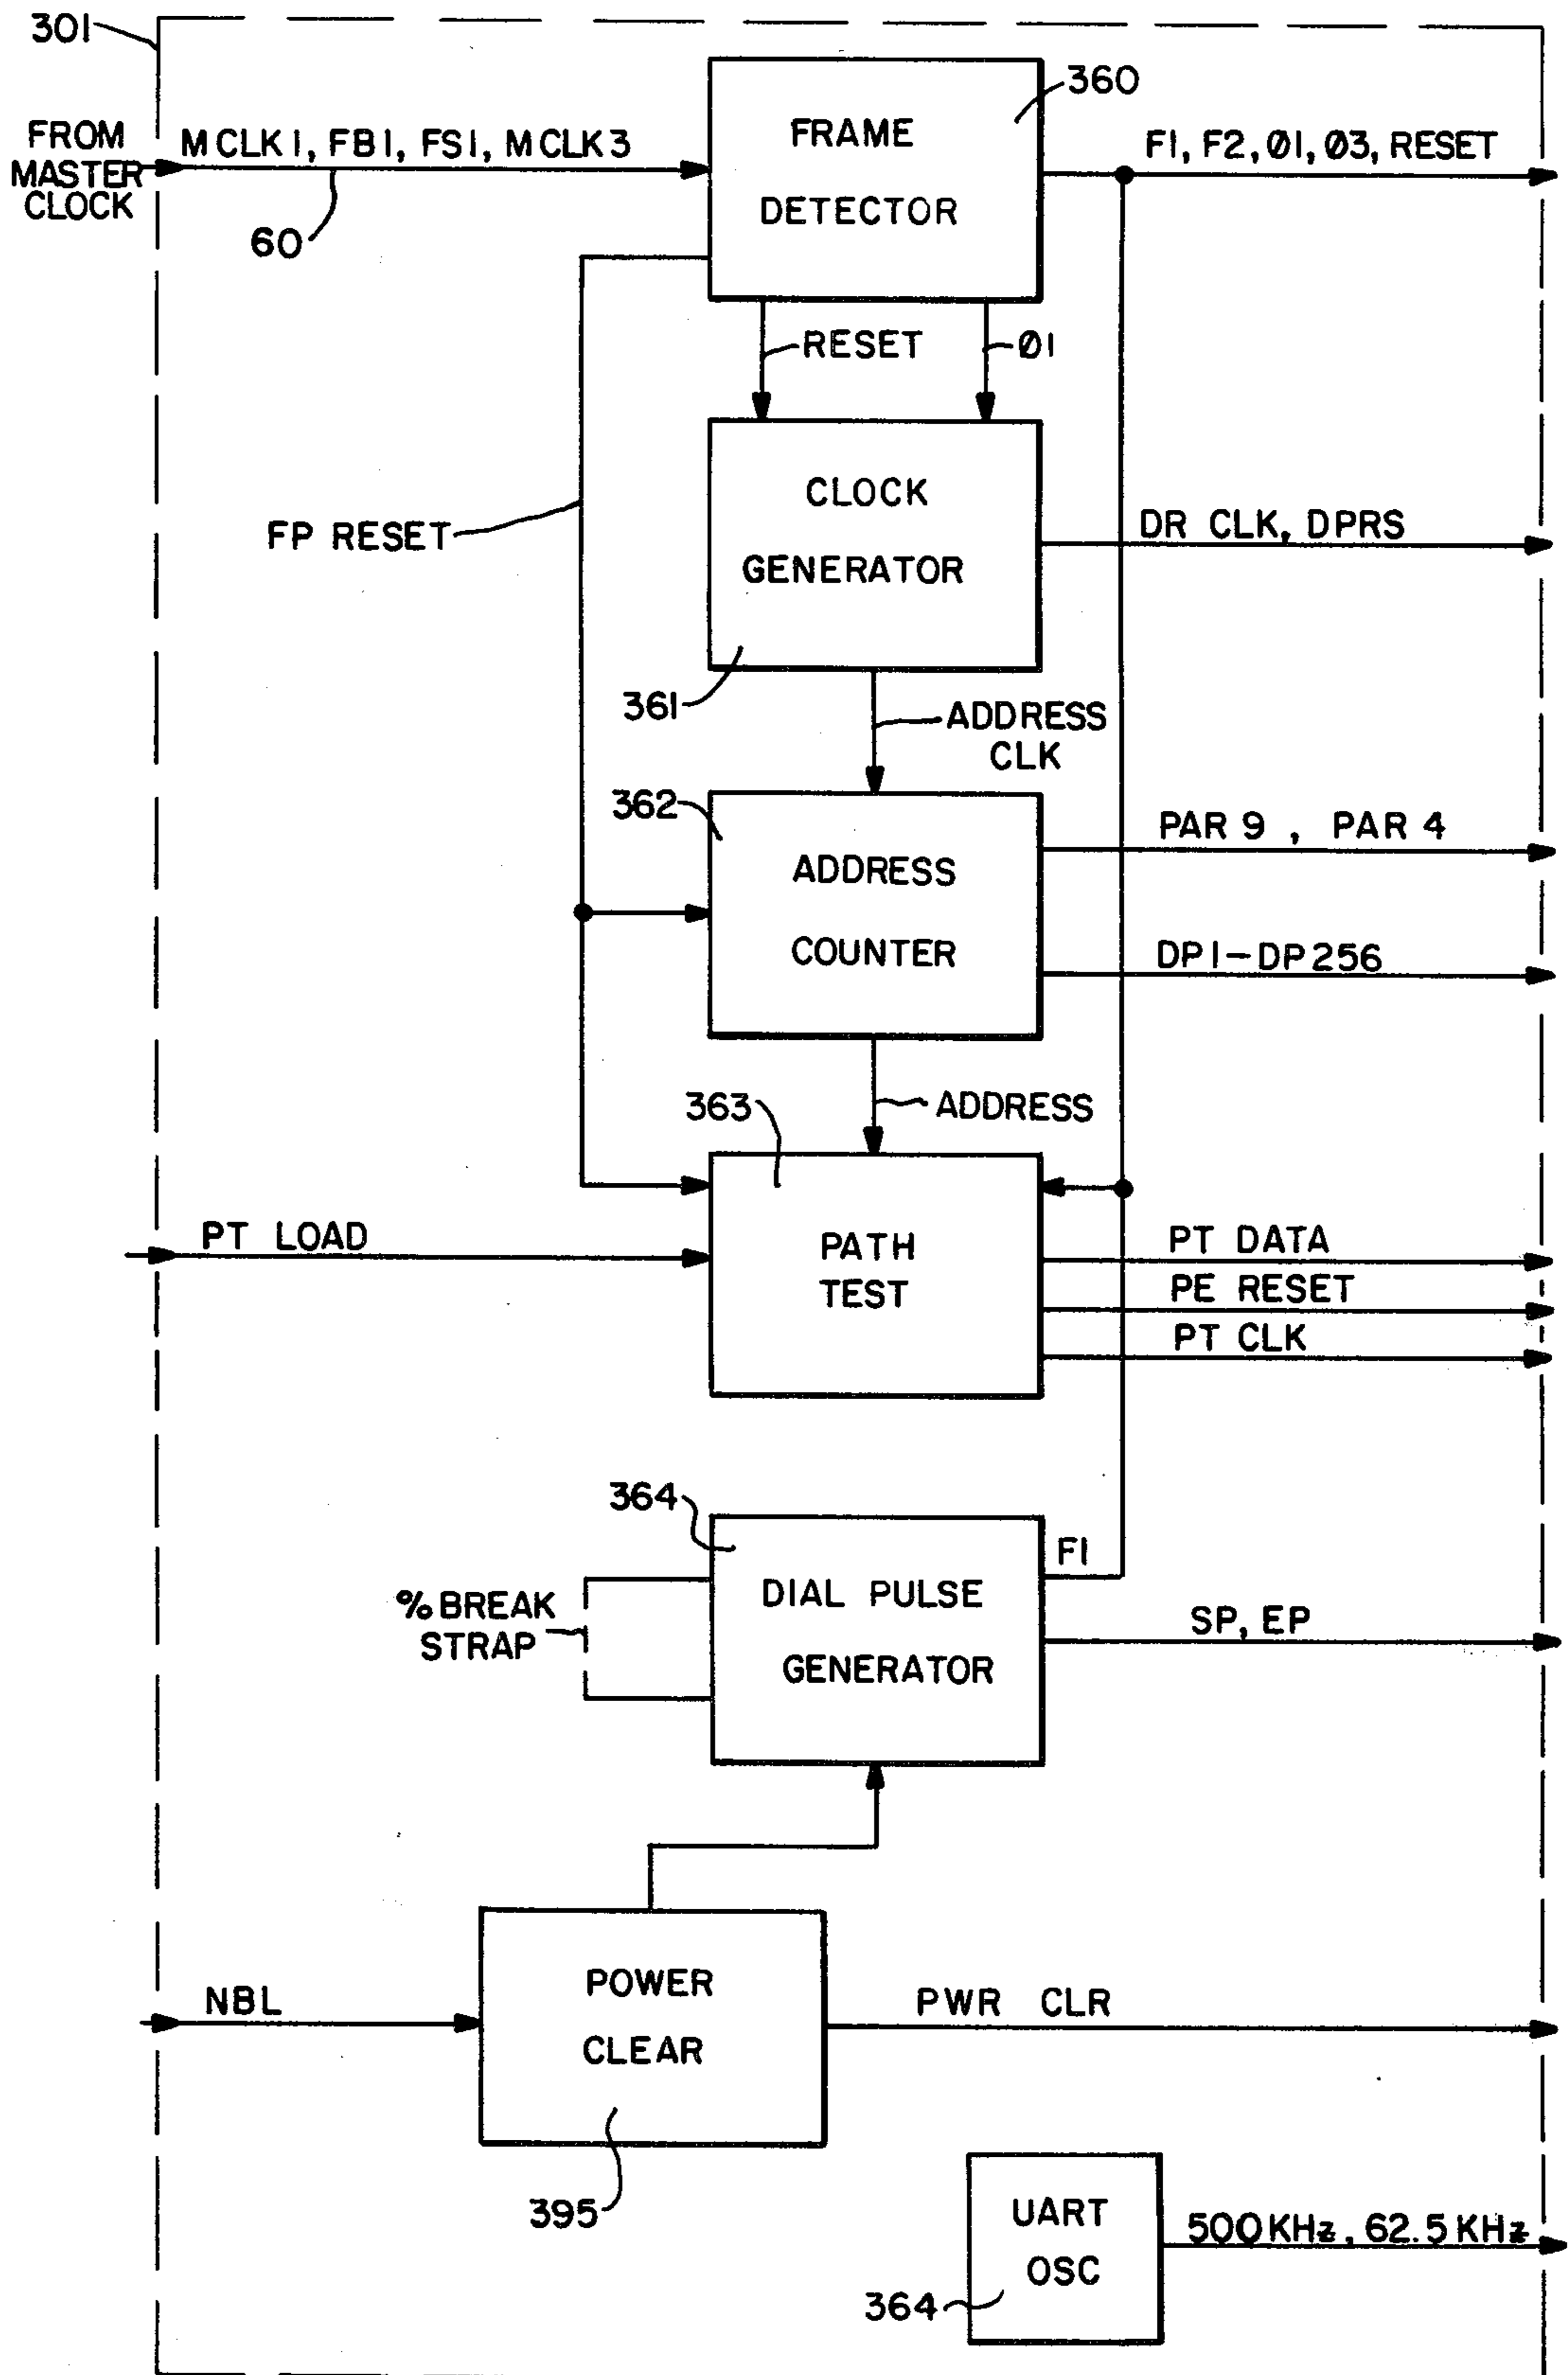 301
FROM
MASTER
CLOCK
MCLK1, FB1, FS1, MCLK3
60
FRAME
DETECTOR
360
F1, F2, Ø1, Ø3, RESET
RESET
Ø1
FP RESET
CLOCK
GENERATOR
361
DR CLK, DPRS
ADDRESS
CLK
362
ADDRESS
COUNTER
PAR 9 , PAR 4
DP1-DP256
ADDRESS
363
PT LOAD
PATH
TEST
PT DATA
PE RESET
PT CLK
364
F1
DIAL PULSE
GENERATOR
% BREAK
STRAP
SP, EP
NBL
POWER
CLEAR
PWR CLR
395
UART
OSC
500KHz, 62.5KHz
364